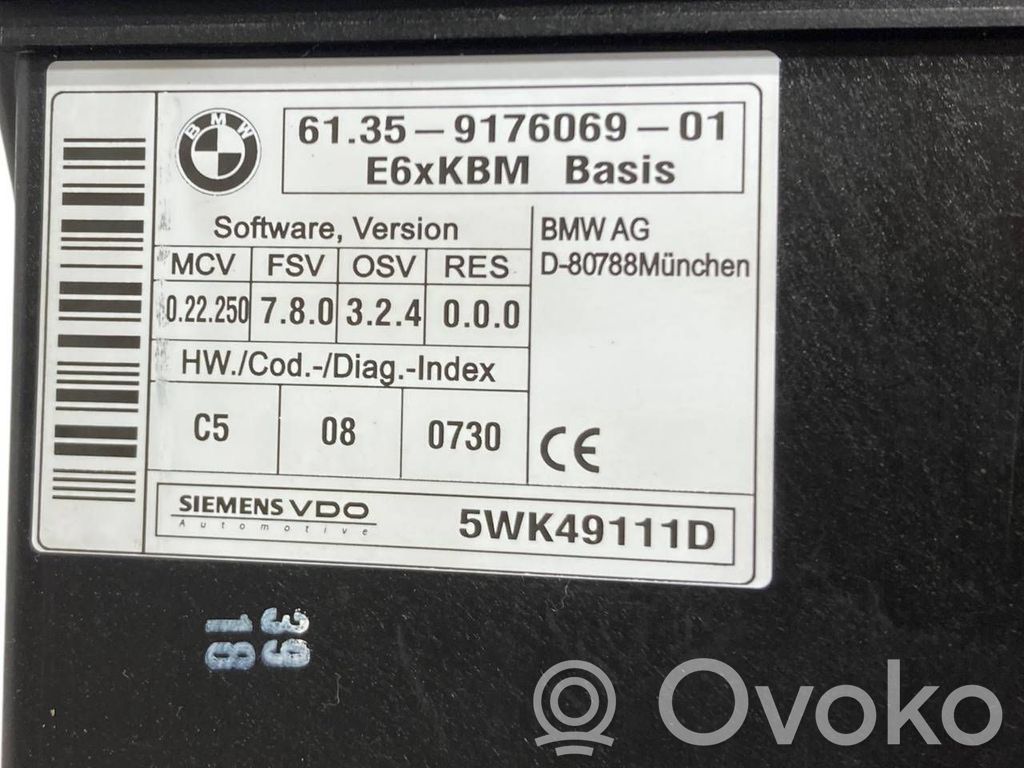 BMW
61.35-9176069-01
E6xKBM Basis
Software, Version
MCV FSV OSV RES
0.22.250 7.8.0 3.2.4 0.0.0
HW./Cod.-/Diag.-Index
C5 08 0730
BMW AG
D-80788München
CE
SIEMENS VDO
Automotive
5WK49111D
39
18
Ovoko